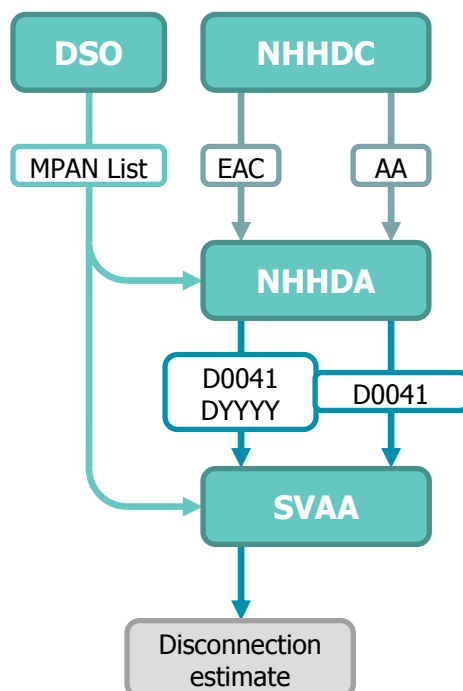 DSO
NHHDC
MPAN List
EAC
AA
NHHDA
D0041
DYYYY
D0041
SVAA
Disconnection
estimate